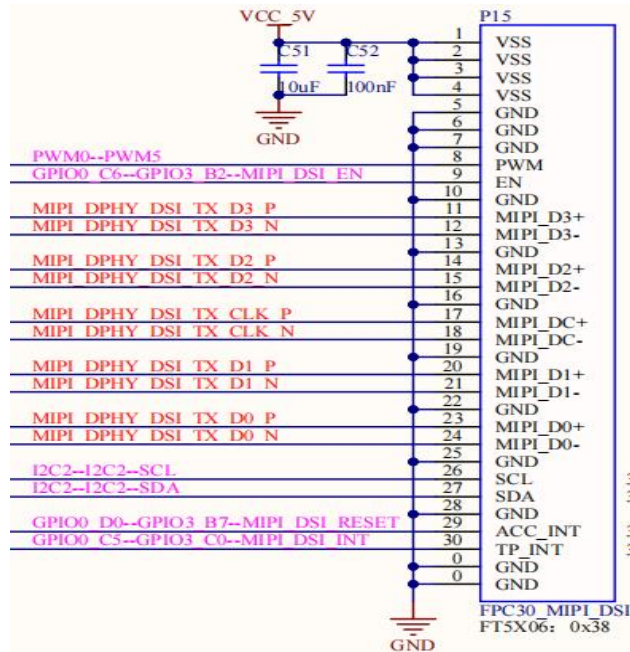 VCC_5V
P15
C51
C52
10uF
100nF
GND
1 VSS
2 VSS
3 VSS
4 VSS
5 GND
6 GND
7 GND
PWM0--PWM5 8 PWM
GPIO0_C6--GPIO3_B2--MIPI_DSI_EN 9 EN
10 GND
MIPI_DPHY_DSI_TX_D3_P 11 MIPI_D3+
MIPI_DPHY_DSI_TX_D3_N 12 MIPI_D3-
13 GND
MIPI_DPHY_DSI_TX_D2_P 14 MIPI_D2+
MIPI_DPHY_DSI_TX_D2_N 15 MIPI_D2-
16 GND
MIPI_DPHY_DSI_TX_CLK_P 17 MIPI_DC+
MIPI_DPHY_DSI_TX_CLK_N 18 MIPI_DC-
19 GND
MIPI_DPHY_DSI_TX_D1_P 20 MIPI_D1+
MIPI_DPHY_DSI_TX_D1_N 21 MIPI_D1-
22 GND
MIPI_DPHY_DSI_TX_D0_P 23 MIPI_D0+
MIPI_DPHY_DSI_TX_D0_N 24 MIPI_D0-
25 GND
I2C2--I2C2--SCL 26 SCL
I2C2--I2C2--SDA 27 SDA
28 GND
GPIO0_D0--GPIO3_B7--MIPI_DSI_RESET 29 ACC_INT
GPIO0_C5--GPIO3_C0--MIPI_DSI_INT 30 TP_INT
0 GND
0 GND
FPC30_MIPI_DSI
FT5X06: 0x38
GND